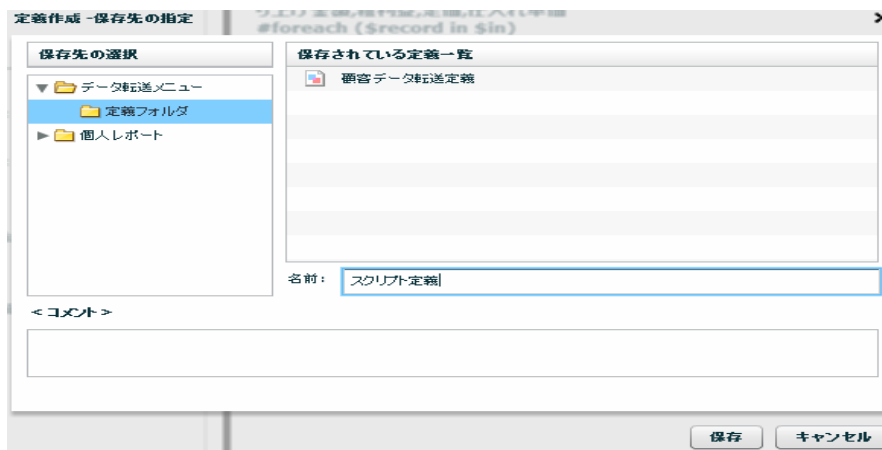 定義作成 -保存先の指定
#foreach ($record in $in)
保存先の選択
保存されている定義一覧
データ転送メニュー
定義フォルダ
個人レポート
顧客データ転送定義
名前：
スクリプト定義
＜コメント＞
保存
キャンセル